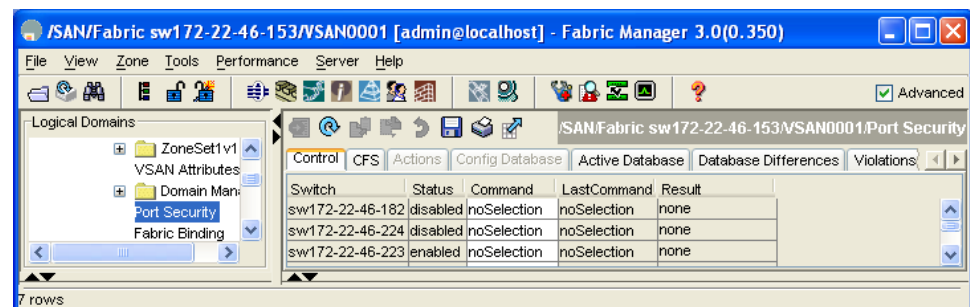 /SAN/Fabric sw172-22-46-153/VSAN0001 [admin@localhost] - Fabric Manager 3.0(0.350)
File View Zone Tools Performance Server Help
Advanced
Logical Domains
/SAN/Fabric sw172-22-46-153/VSAN0001/Port Security
ZoneSet1v1
VSAN Attributes
Domain Mana
Port Security
Fabric Binding
Control CFS Actions Config Database Active Database Database Differences Violations
Switch Status Command LastCommand Result
sw172-22-46-182 disabled noSelection noSelection none
sw172-22-46-224 disabled noSelection noSelection none
sw172-22-46-223 enabled noSelection noSelection none
7 rows